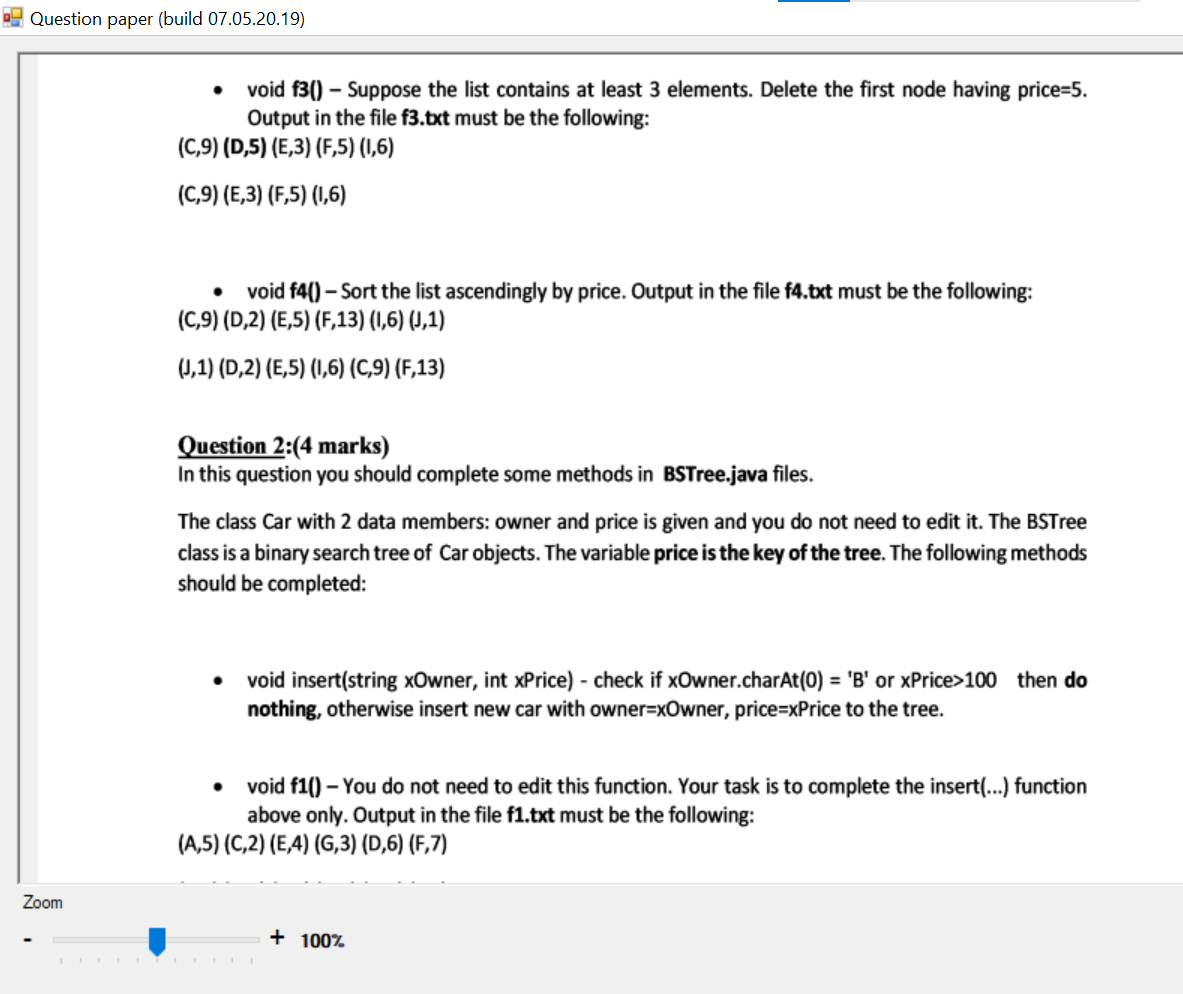 Question paper (build 07.05.20.19)
• void f3() – Suppose the list contains at least 3 elements. Delete the first node having price=5.
Output in the file f3.txt must be the following:
(C,9) (D,5) (E,3) (F,5) (I,6)
(C,9) (E,3) (F,5) (I,6)
• void f4() – Sort the list ascendingly by price. Output in the file f4.txt must be the following:
(C,9) (D,2) (E,5) (F,13) (I,6) (J,1)
(J,1) (D,2) (E,5) (I,6) (C,9) (F,13)
Question 2:(4 marks)
In this question you should complete some methods in BSTree.java files.
The class Car with 2 data members: owner and price is given and you do not need to edit it. The BSTree
class is a binary search tree of Car objects. The variable price is the key of the tree. The following methods
should be completed:
• void insert(string xOwner, int xPrice) - check if xOwner.charAt(0) = 'B' or xPrice>100 then do
nothing, otherwise insert new car with owner=xOwner, price=xPrice to the tree.
• void f1() – You do not need to edit this function. Your task is to complete the insert(...) function
above only. Output in the file f1.txt must be the following:
(A,5) (C,2) (E,4) (G,3) (D,6) (F,7)
Zoom
- + 100%